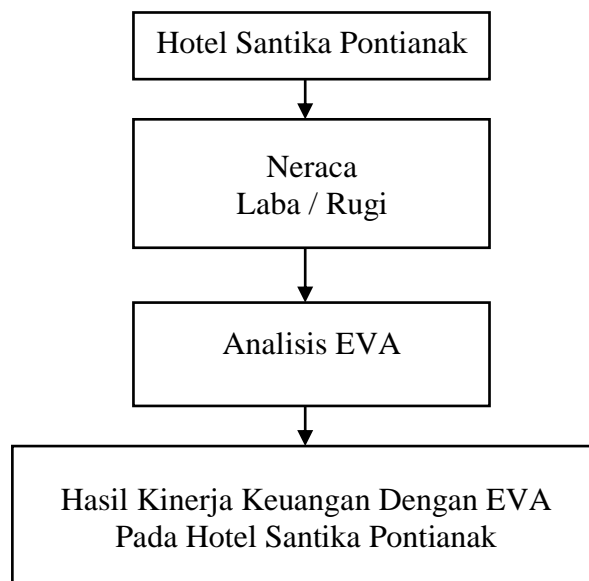 Hotel Santika Pontianak
Neraca
Laba / Rugi
Analisis EVA
Hasil Kinerja Keuangan Dengan EVA
Pada Hotel Santika Pontianak